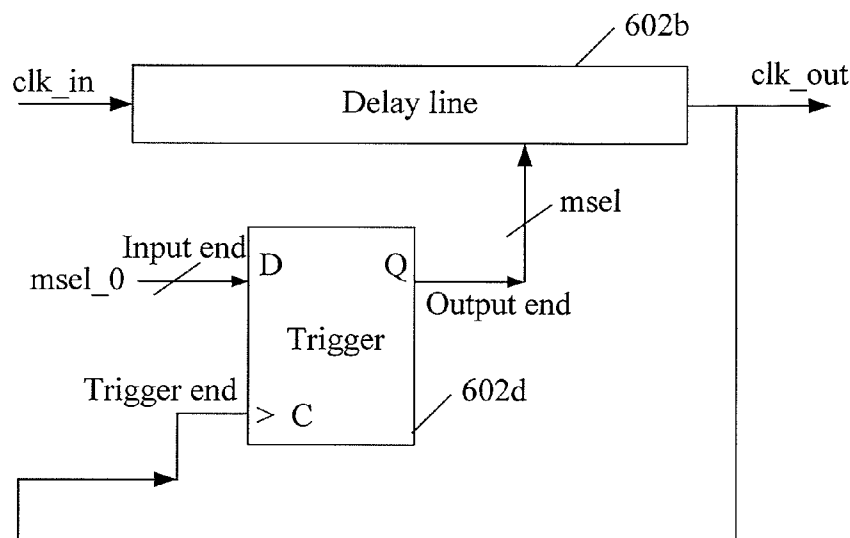 602b
clk_in
clk_out
Delay line
msel
Input end
msel_0
D
Q
Output end
Trigger
Trigger end
602d
> C